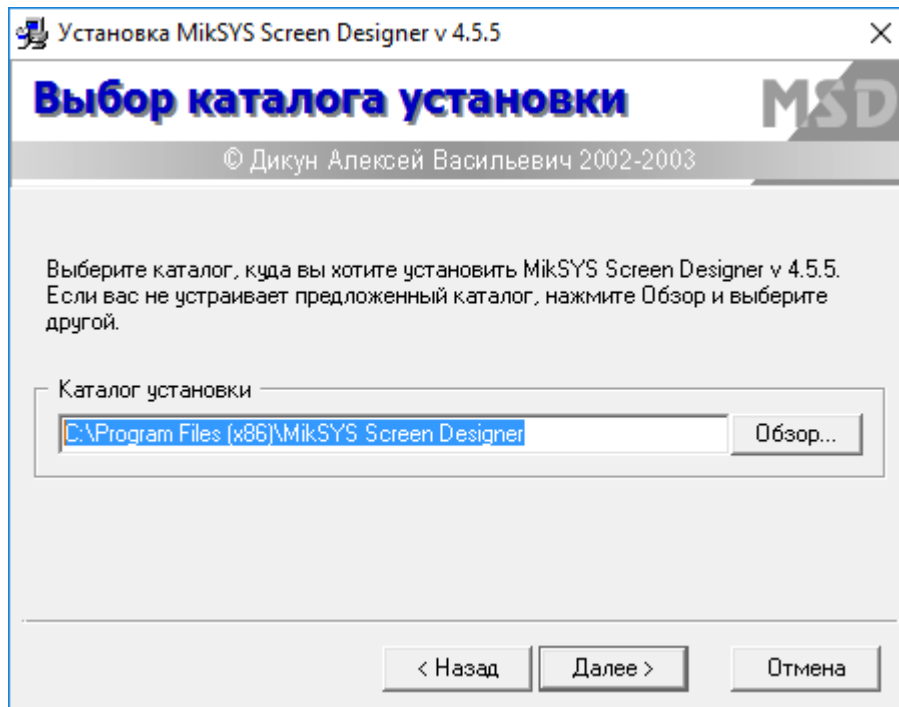 Установка MikSYS Screen Designer v 4.5.5
Выбор каталога установки
MSD
© Дикун Алексей Васильевич 2002-2003
Выберите каталог, куда вы хотите установить MikSYS Screen Designer v 4.5.5.
Если вас не устраивает предложенный каталог, нажмите Обзор и выберите
другой.
Каталог установки
C:\Program Files (x86)\MikSYS Screen Designer
Обзор...
< Назад
Далее >
Отмена